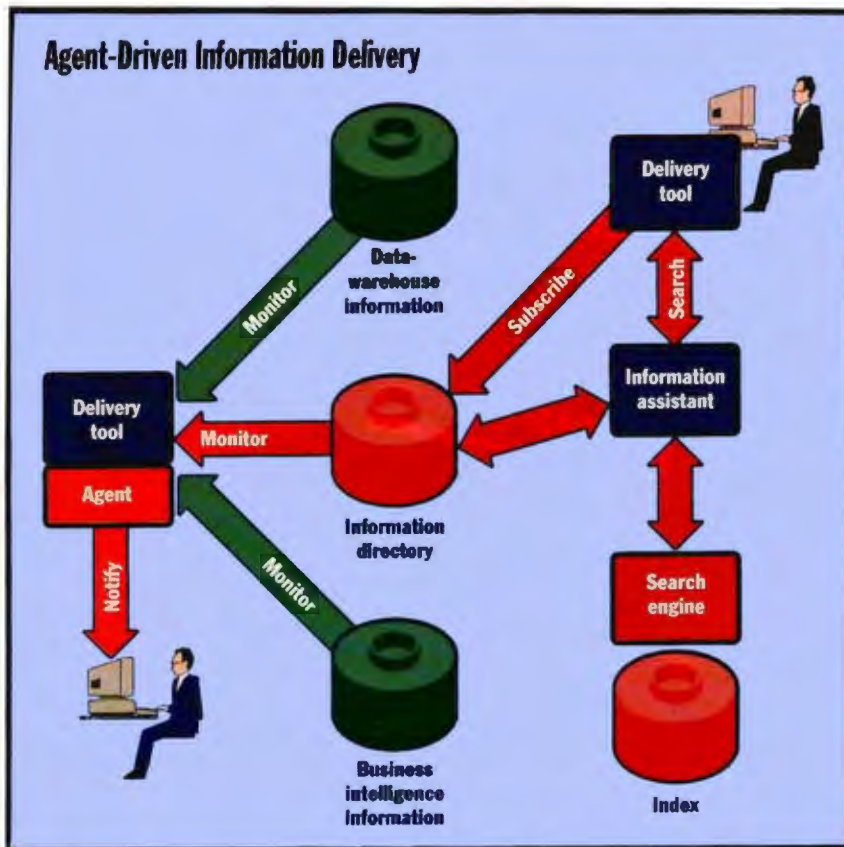 Agent-Driven Information Delivery
Delivery
tool
Data-
warehouse
information
Monitor
Subscribe
Search
Delivery
tool
Monitor
Information
assistant
Agent
Information
directory
Notify
Monitor
Search
engine
Business
intelligence
information
Index